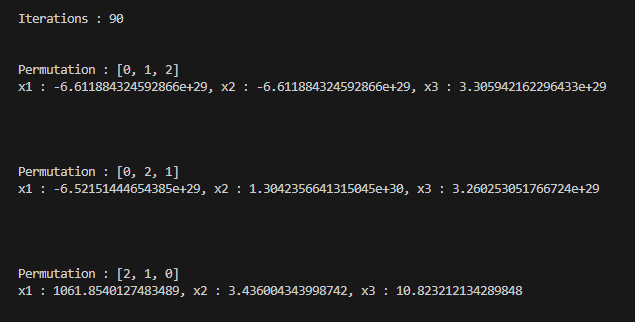 Iterations : 90
Permutation : [0, 1, 2]
x1 : -6.611884324592866e+29, x2 : -6.611884324592866e+29, x3 : 3.305942162296433e+29
Permutation : [0, 2, 1]
x1 : -6.52151444654385e+29, x2 : 1.3042356641315045e+30, x3 : 3.260253051766724e+29
Permutation : [2, 1, 0]
x1 : 1061.8540127483489, x2 : 3.436004343998742, x3 : 10.823212134289848